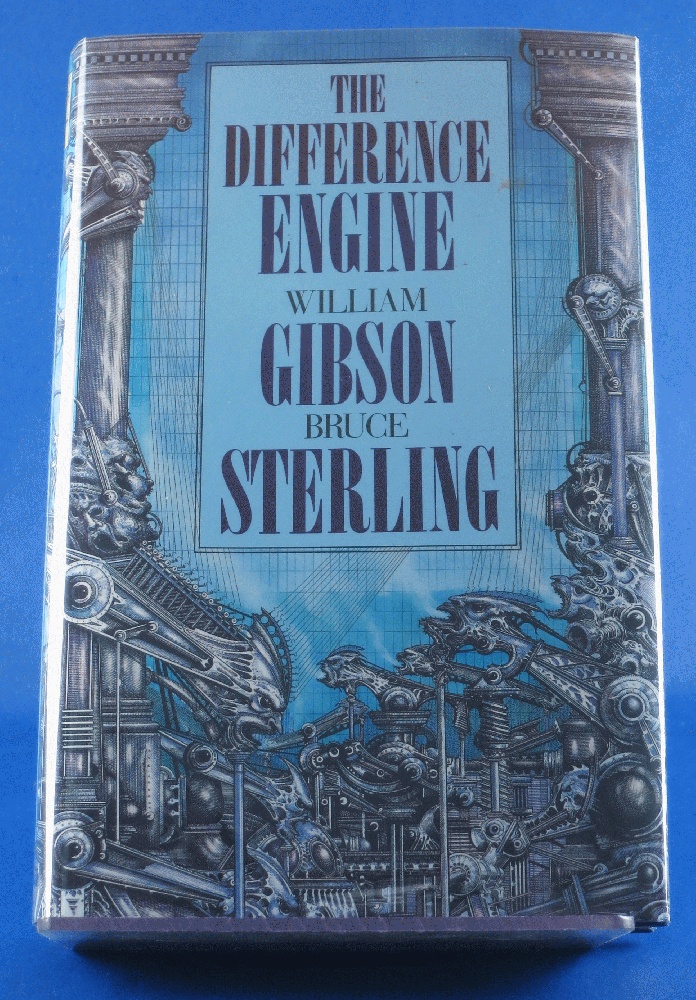 THE
DIFFERENCE
ENGINE
WILLIAM
GIBSON
BRUCE
STERLING